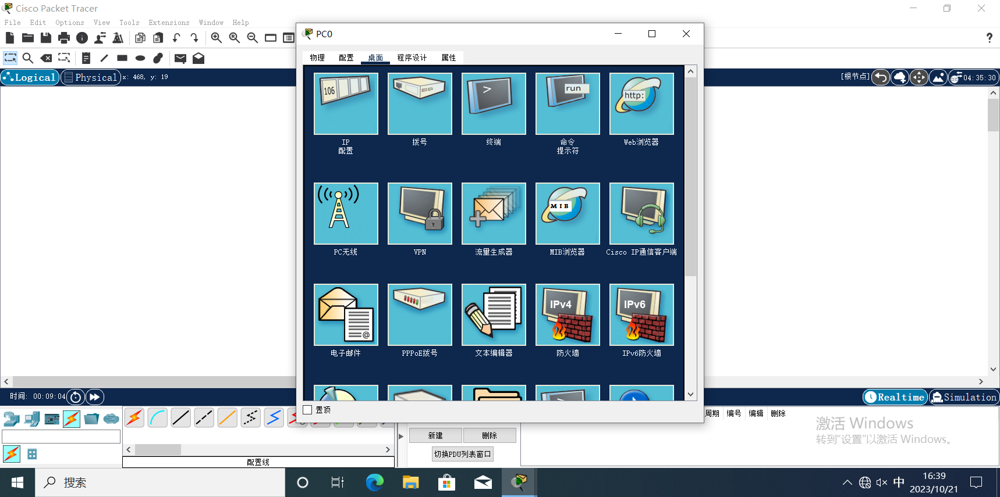 Cisco Packet Tracer
File Edit Options View Tools Extensions Window Help
PC0
?
物理 配置 桌面 程序设计 属性
Logical Physical x: 468, y: 19
[根节点] 04:35:30
106
>
run
http:
IP
配置
拨号
终端
命令
提示符
Web浏览器
MIB
PC无线
VPN
流量生成器
MIB浏览器
Cisco IP通信客户端
@
IPv4
IPv6
电子邮件
PPPoE拨号
文本编辑器
防火墙
IPv6防火墙
>
时间: 00:09:04
Realtime Simulation
置顶
周期 编号 编辑 删除
新建 删除
切换PDU列表窗口
配置线
激活 Windows
转到“设置”以激活 Windows。
搜索
中
16:39
2023/10/21